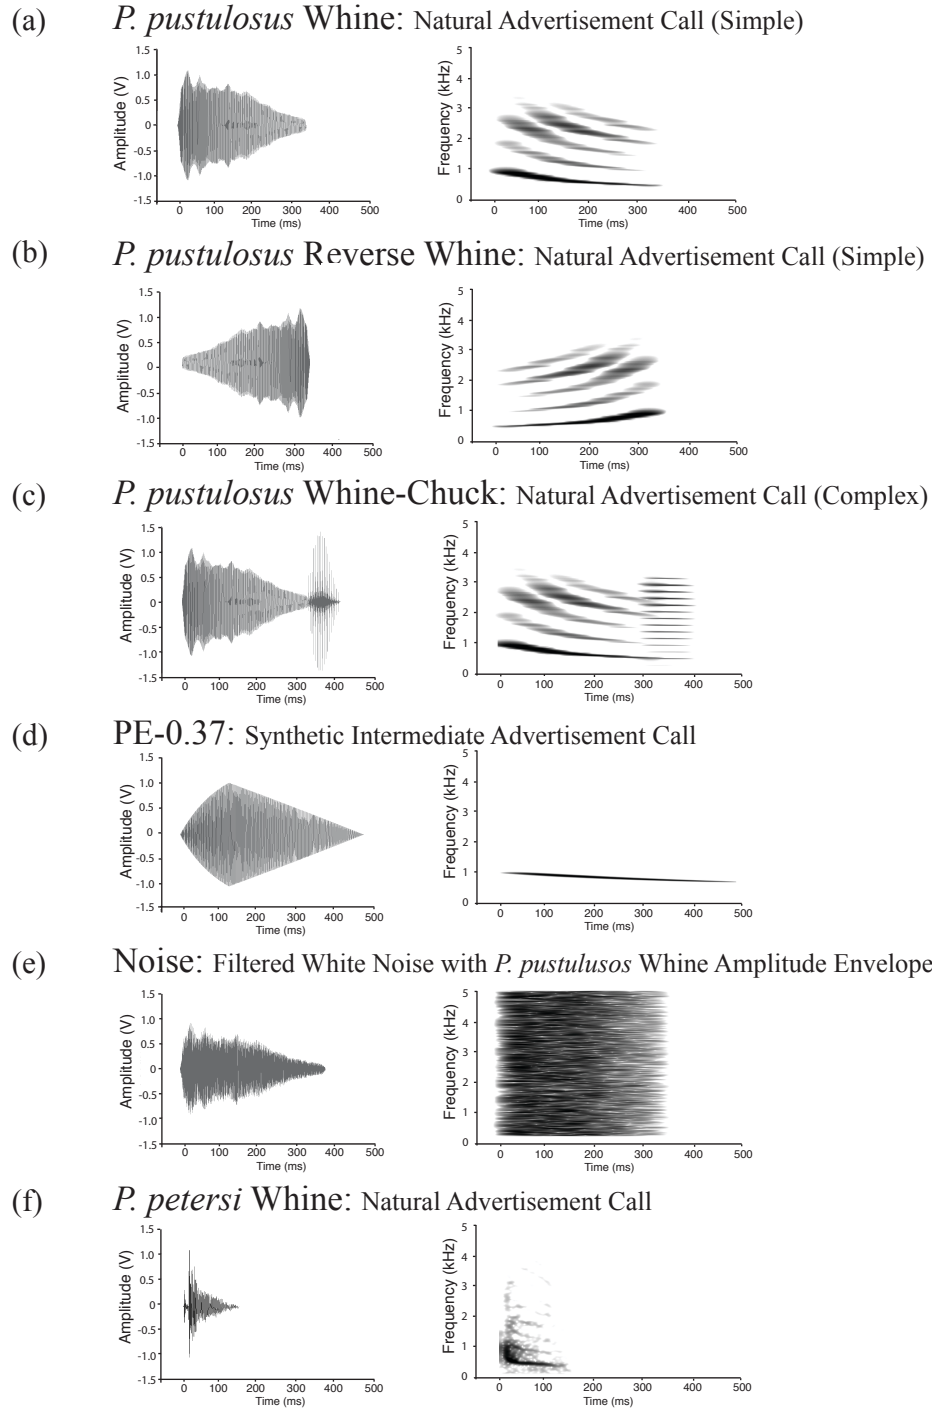 (a) P. pustulosus Whine: Natural Advertisement Call (Simple)
Amplitude (V)
1.5
1.0
0.5
0
-0.5
-1.0
-1.5
0 100 200 300 400 500
Time (ms)
Frequency (kHz)
5
4
3
2
1
0
0 100 200 300 400 500
Time (ms)
(b) P. pustulosus Reverse Whine: Natural Advertisement Call (Simple)
Amplitude (V)
1.5
1.0
0.5
0
-0.5
-1.0
-1.5
0 100 200 300 400 500
Time (ms)
Frequency (kHz)
5
4
3
2
1
0
0 100 200 300 400 500
Time (ms)
(c) P. pustulosus Whine-Chuck: Natural Advertisement Call (Complex)
Amplitude (V)
1.5
1.0
0.5
0
-0.5
-1.0
-1.5
0 100 200 300 400 500
Time (ms)
Frequency (kHz)
5
4
3
2
1
0
0 100 200 300 400 500
Time (ms)
(d) PE-0.37: Synthetic Intermediate Advertisement Call
Amplitude (V)
1.5
1.0
0.5
0
-0.5
-1.0
-1.5
0 100 200 300 400 500
Time (ms)
Frequency (kHz)
5
4
3
2
1
0
0 100 200 300 400 500
Time (ms)
(e) Noise: Filtered White Noise with P. pustulusos Whine Amplitude Envelope
Amplitude (V)
1.5
1.0
0.5
0
-0.5
-1.0
-1.5
0 100 200 300 400 500
Time (ms)
Frequency (kHz)
5
4
3
2
1
0
0 100 200 300 400 500
Time (ms)
(f) P. petersi Whine: Natural Advertisement Call
Amplitude (V)
1.5
1.0
0.5
0
-0.5
-1.0
-1.5
0 100 200 300 400 500
Time (ms)
Frequency (kHz)
5
4
3
2
1
0
0 100 200 300 400 500
Time (ms)